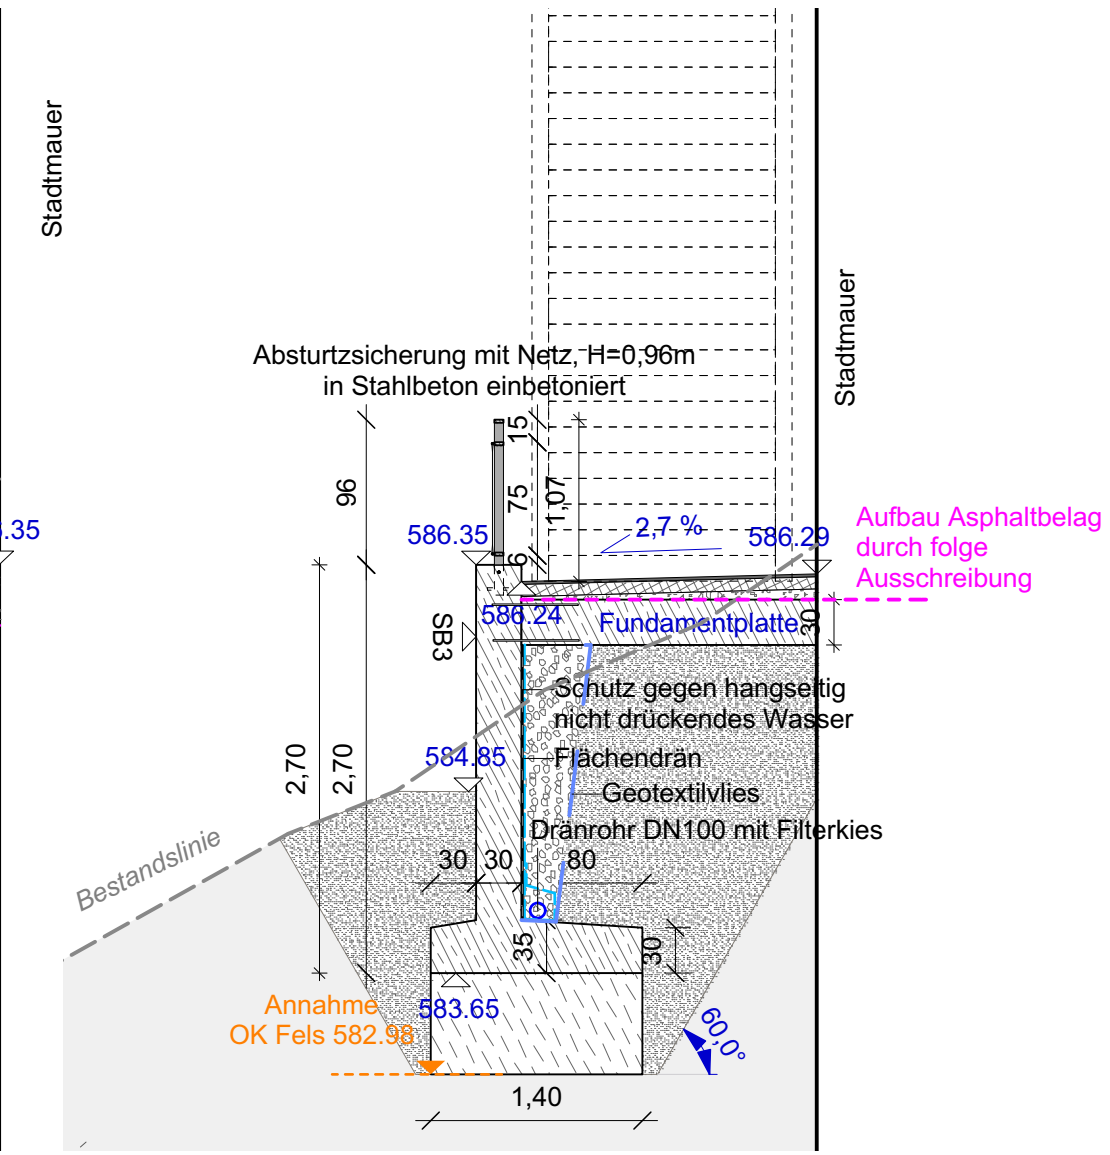 Stadtmauer
Stadtmauer
Absturtzsicherung mit Netz, H=0,96m
in Stahlbeton einbetoniert
15
96
75
1,07
6
.35
586.35
2,7 %
586.29
Aufbau Asphaltbelag
durch folge
Ausschreibung
586.24
Fundamentplatte
30
SB3
Schutz gegen hangseitig
nicht drückendes Wasser
584.85
Flächendrän
2,70
2,70
Geotextilvlies
Dränrohr DN100 mit Filterkies
Bestandslinie
30
30
80
35
30
Annahme
OK Fels 582.98
583.65
60,0°
1,40